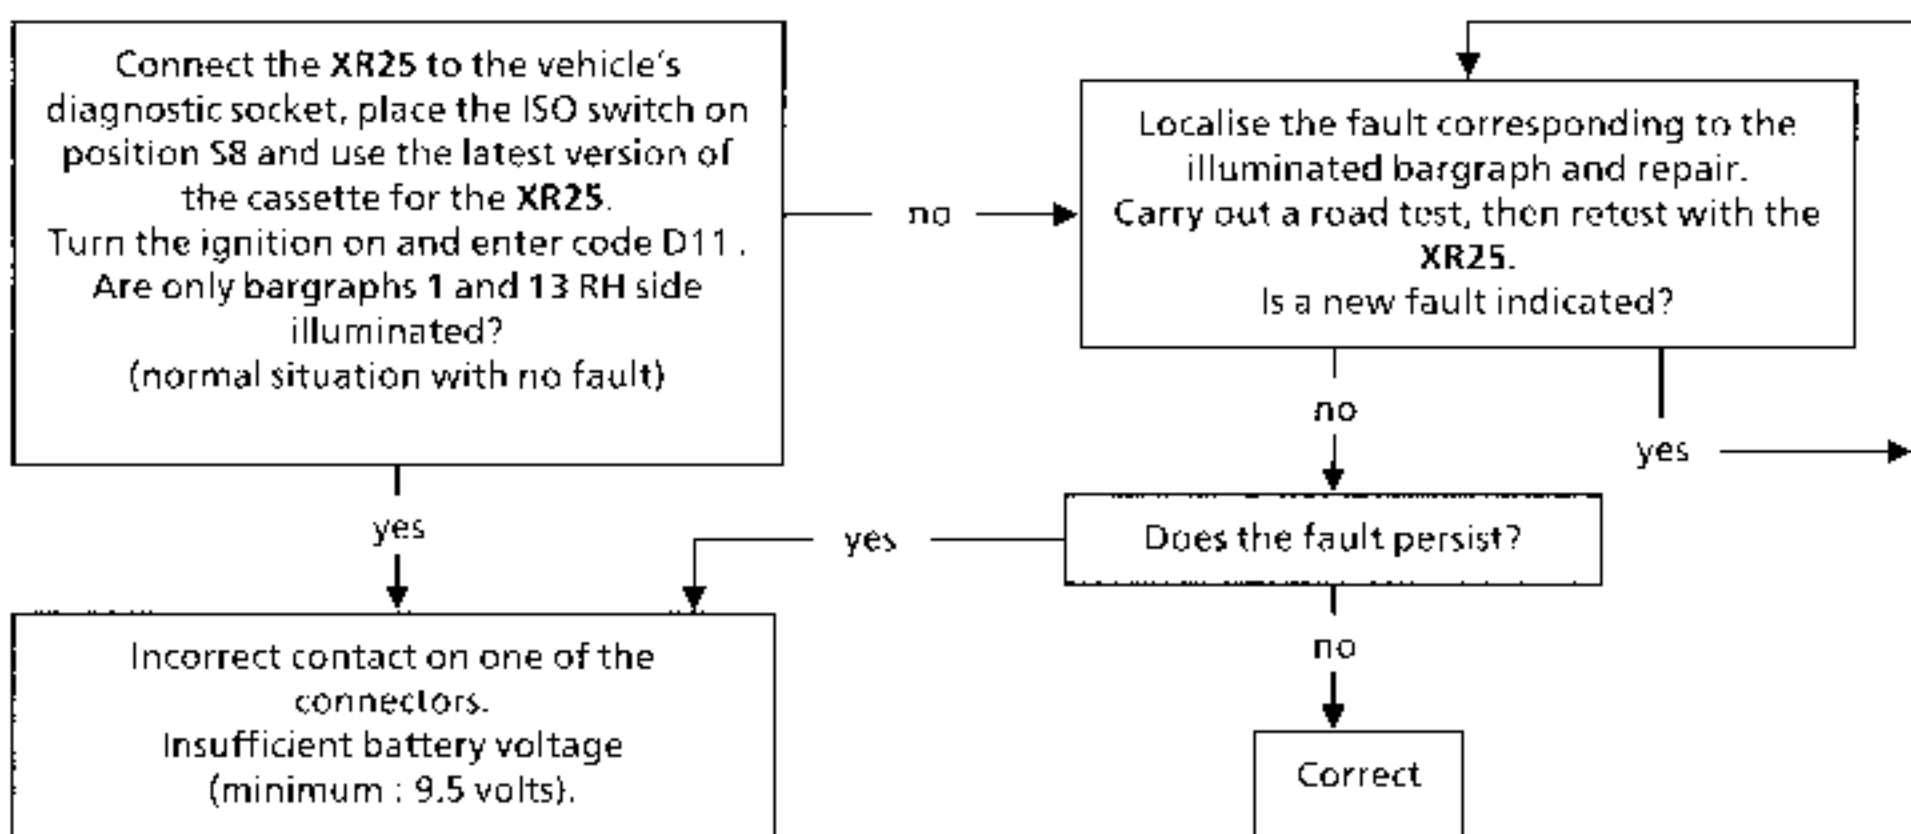 Connect the XR25 to the vehicle's
diagnostic socket, place the ISO switch on
position S8 and use the latest version of
the cassette for the XR25.
Turn the ignition on and enter code D11 .
Are only bargraphs 1 and 13 RH side
illuminated?
(normal situation with no fault)
no
Localise the fault corresponding to the
illuminated bargraph and repair.
Carry out a road test, then retest with the
XR25.
Is a new fault indicated?
no
yes
yes
yes
Does the fault persist?
no
Incorrect contact on one of the
connectors.
Insufficient battery voltage
(minimum : 9.5 volts).
Correct